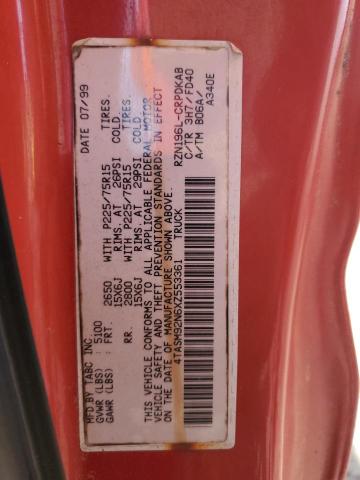 MFD BY TABC INC. DATE 07/99
GVWR (LBS) : 5100
GAWR (LBS) : FRT. 2650 WITH P225/75R15 TIRES.
15X6J RIMS. AT 26PSI COLD.
RR. 2800 WITH P225/75R15 TIRES.
15X6J RIMS. AT 29PSI COLD.
THIS VEHICLE CONFORMS TO ALL APPLICABLE FEDERAL MOTOR
VEHICLE SAFETY AND THEFT PREVENTION STANDARDS IN EFFECT
ON THE DATE OF MANUFACTURE SHOWN ABOVE.
4TASM92N6XZ553361 TRUCK
RZN196L-CRPDKAB
C/TR 3H7/FD40
A/TM B06A/
A340E